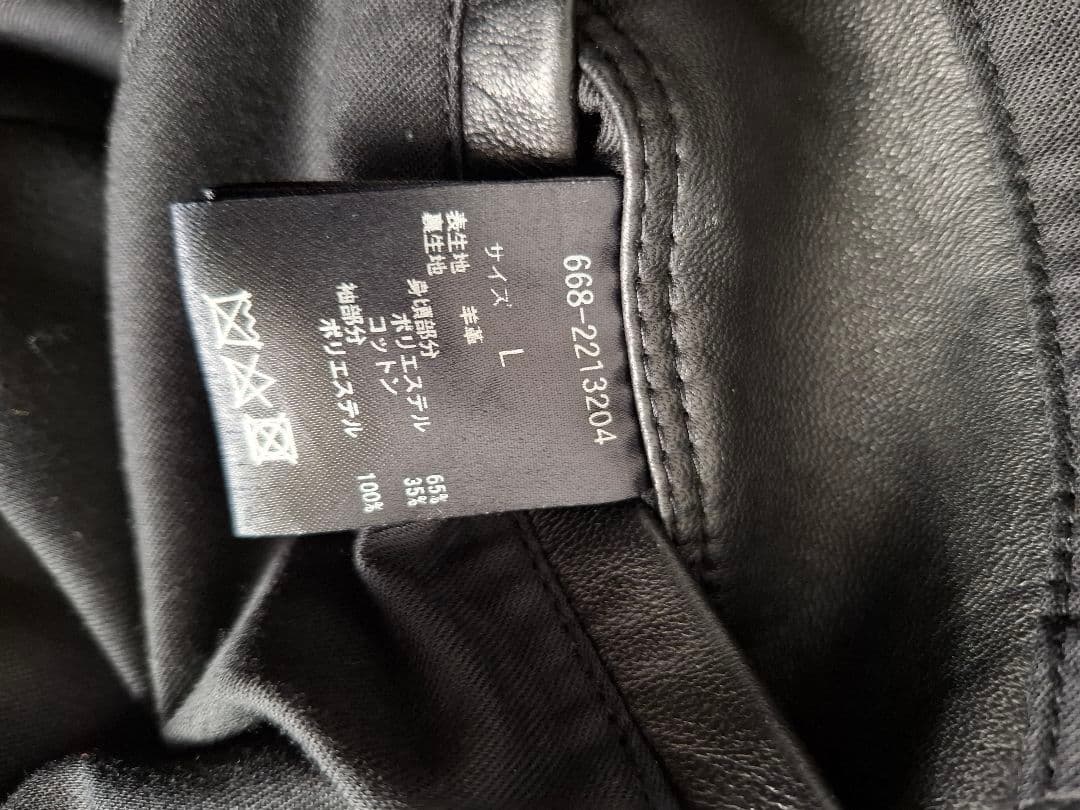 668-2213204
サイズ L
表生地 羊革
裏生地 身頃部分
ポリエステル 65%
コットン 35%
袖部分
ポリエステル 100%